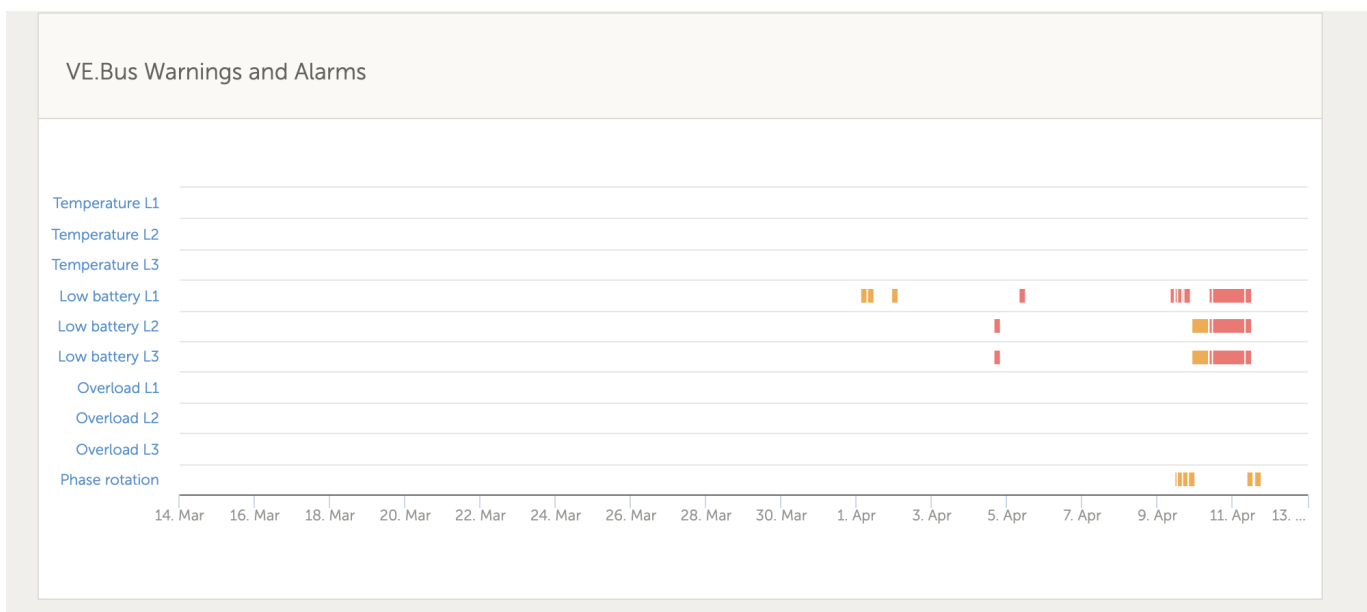 VE.Bus Warnings and Alarms
Temperature L1
Temperature L2
Temperature L3
Low battery L1
Low battery L2
Low battery L3
Overload L1
Overload L2
Overload L3
Phase rotation
14. Mar 16. Mar 18. Mar 20. Mar 22. Mar 24. Mar 26. Mar 28. Mar 30. Mar 1. Apr 3. Apr 5. Apr 7. Apr 9. Apr 11. Apr 13. ...